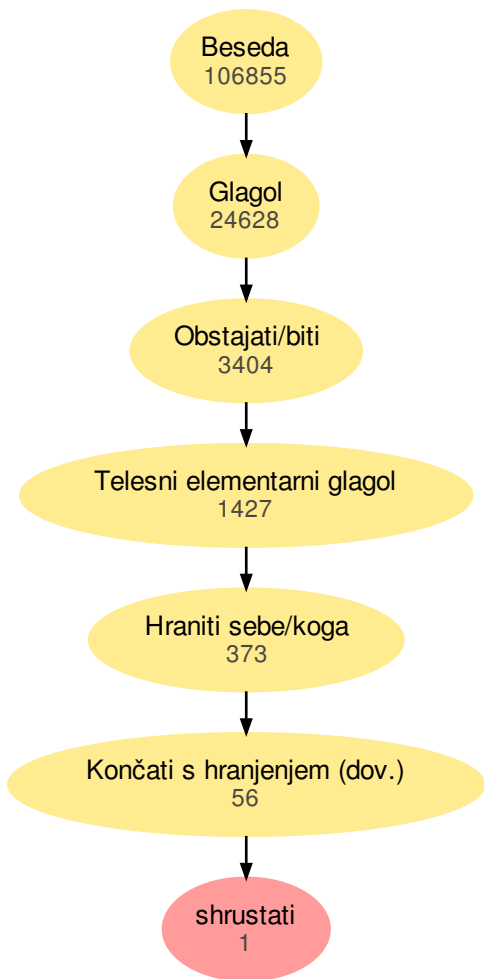 Beseda
106855
Glagol
24628
Obstajati/biti
3404
Telesni elementarni glagol
1427
Hraniti sebe/koga
373
Končati s hranjenjem (dov.)
56
shrustati
1